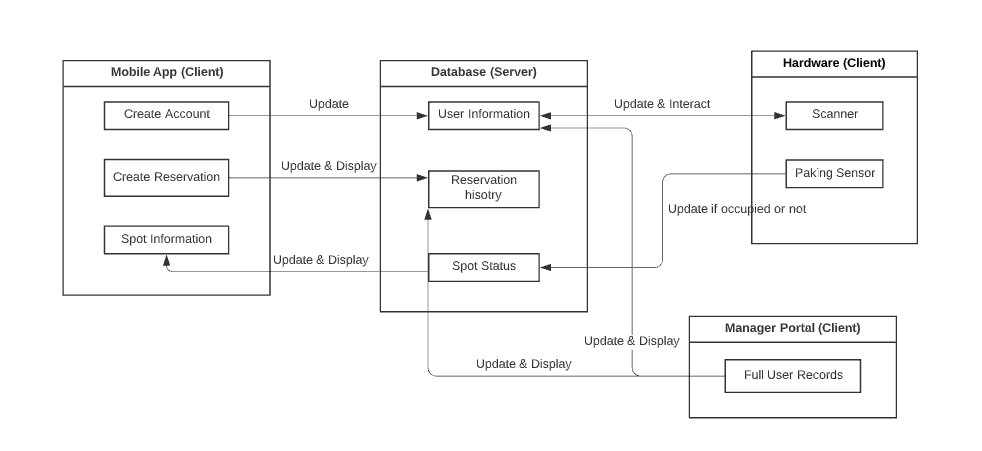 Mobile App (Client)
Create Account
Create Reservation
Spot Information
Update
Update & Display
Update & Display
Database (Server)
User Information
Reservation
hisotry
Spot Status
Update & Interact
Hardware (Client)
Scanner
Paking Sensor
Update if occupied or not
Update & Display
Update & Display
Manager Portal (Client)
Full User Records